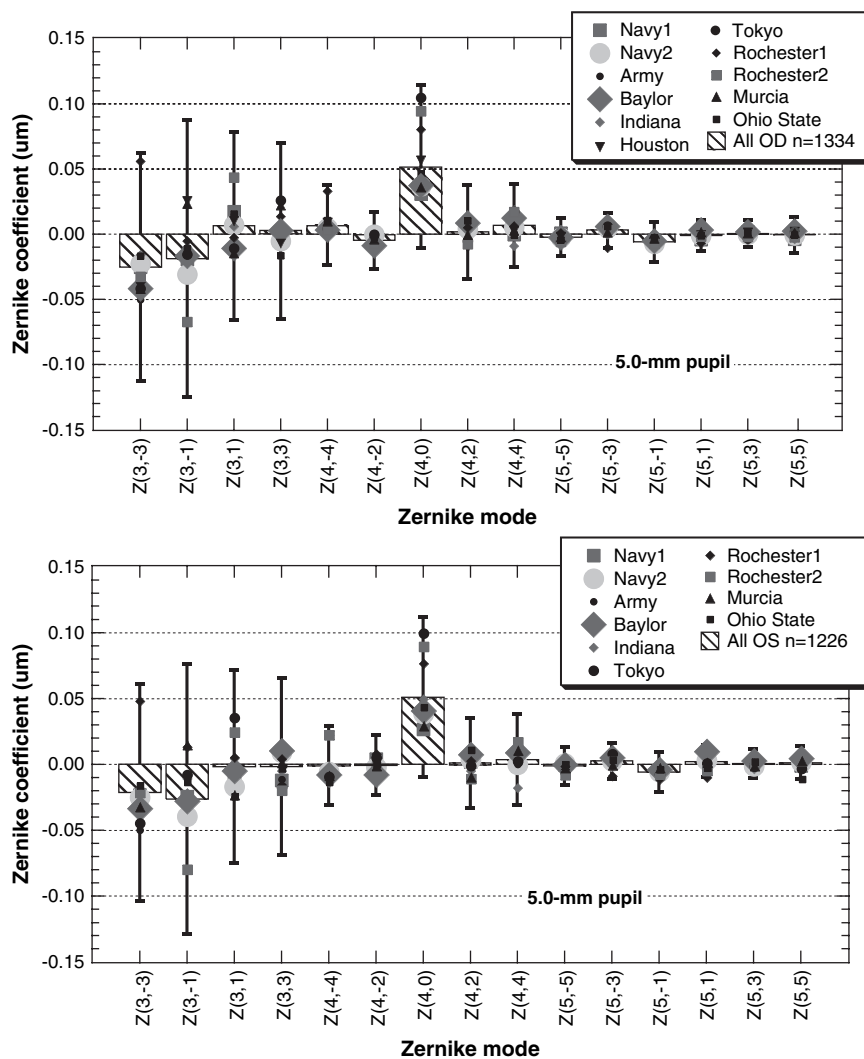 Zernike coefficient (um)
0.15
0.10
0.05
0.00
-0.05
-0.10
-0.15
Navy1
Navy2
Army
Baylor
Indiana
Houston
Tokyo
Rochester1
Rochester2
Murcia
Ohio State
All OD n=1334
5.0-mm pupil
Z(3,-3)
Z(3,-1)
Z(3,1)
Z(3,3)
Z(4,-4)
Z(4,-2)
Z(4,0)
Z(4,2)
Z(4,4)
Z(5,-5)
Z(5,-3)
Z(5,-1)
Z(5,1)
Z(5,3)
Z(5,5)
Zernike mode
Zernike coefficient (um)
0.15
0.10
0.05
0.00
-0.05
-0.10
-0.15
Navy1
Navy2
Army
Baylor
Indiana
Tokyo
Rochester1
Rochester2
Murcia
Ohio State
All OS n=1226
5.0-mm pupil
Z(3,-3)
Z(3,-1)
Z(3,1)
Z(3,3)
Z(4,-4)
Z(4,-2)
Z(4,0)
Z(4,2)
Z(4,4)
Z(5,-5)
Z(5,-3)
Z(5,-1)
Z(5,1)
Z(5,3)
Z(5,5)
Zernike mode